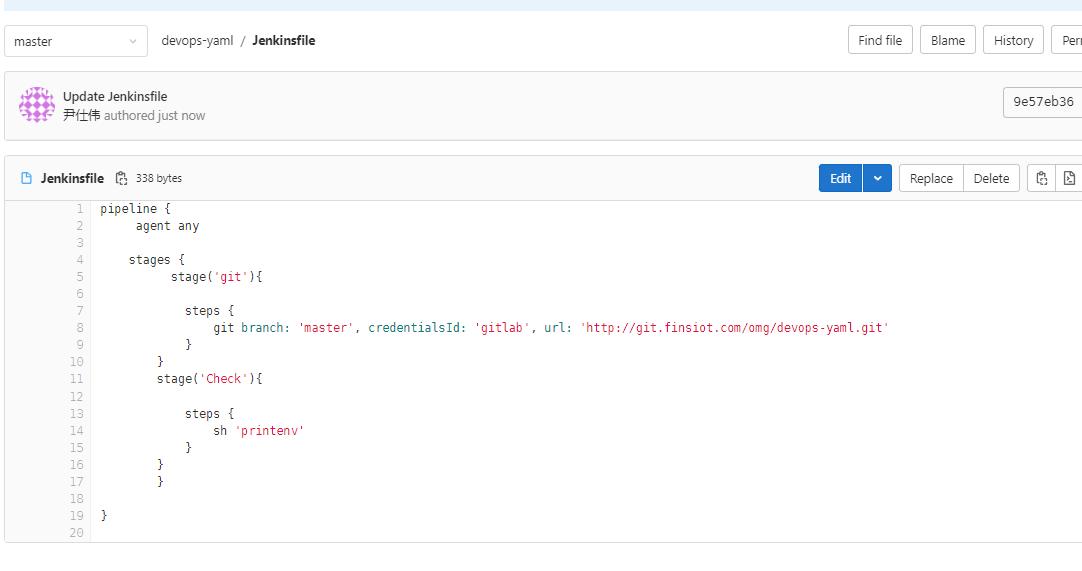 master devops-yaml / Jenkinsfile Find file Blame History
Update Jenkinsfile
尹仕伟 authored just now 9e57eb36
Jenkinsfile 338 bytes Edit Replace Delete
1 pipeline {
2 agent any
3
4 stages {
5 stage('git'){
6
7 steps {
8 git branch: 'master', credentialsId: 'gitlab', url: 'http://git.finsiot.com/omg/devops-yaml.git'
9 }
10 }
11 stage('Check'){
12
13 steps {
14 sh 'printenv'
15 }
16 }
17 }
18
19 }
20